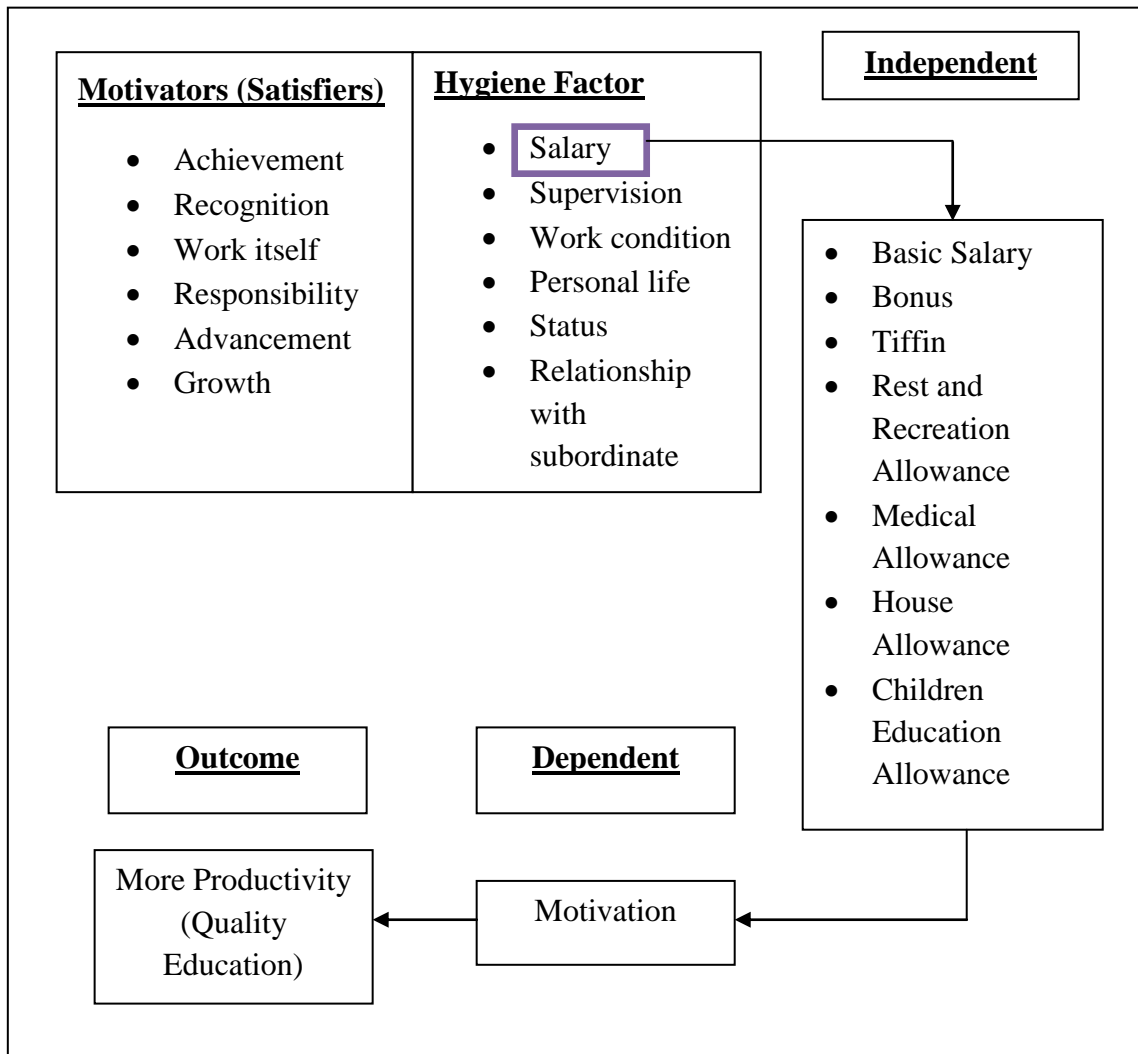 Motivators (Satisfiers)
Achievement
Recognition
Work itself
Responsibility
Advancement
Growth
Hygiene Factor
Salary
Supervision
Work condition
Personal life
Status
Relationship
with
subordinate
Independent
Basic Salary
Bonus
Tiffin
Rest and
Recreation
Allowance
Medical
Allowance
House
Allowance
Children
Education
Allowance
Outcome
Dependent
More Productivity
(Quality
Education)
Motivation